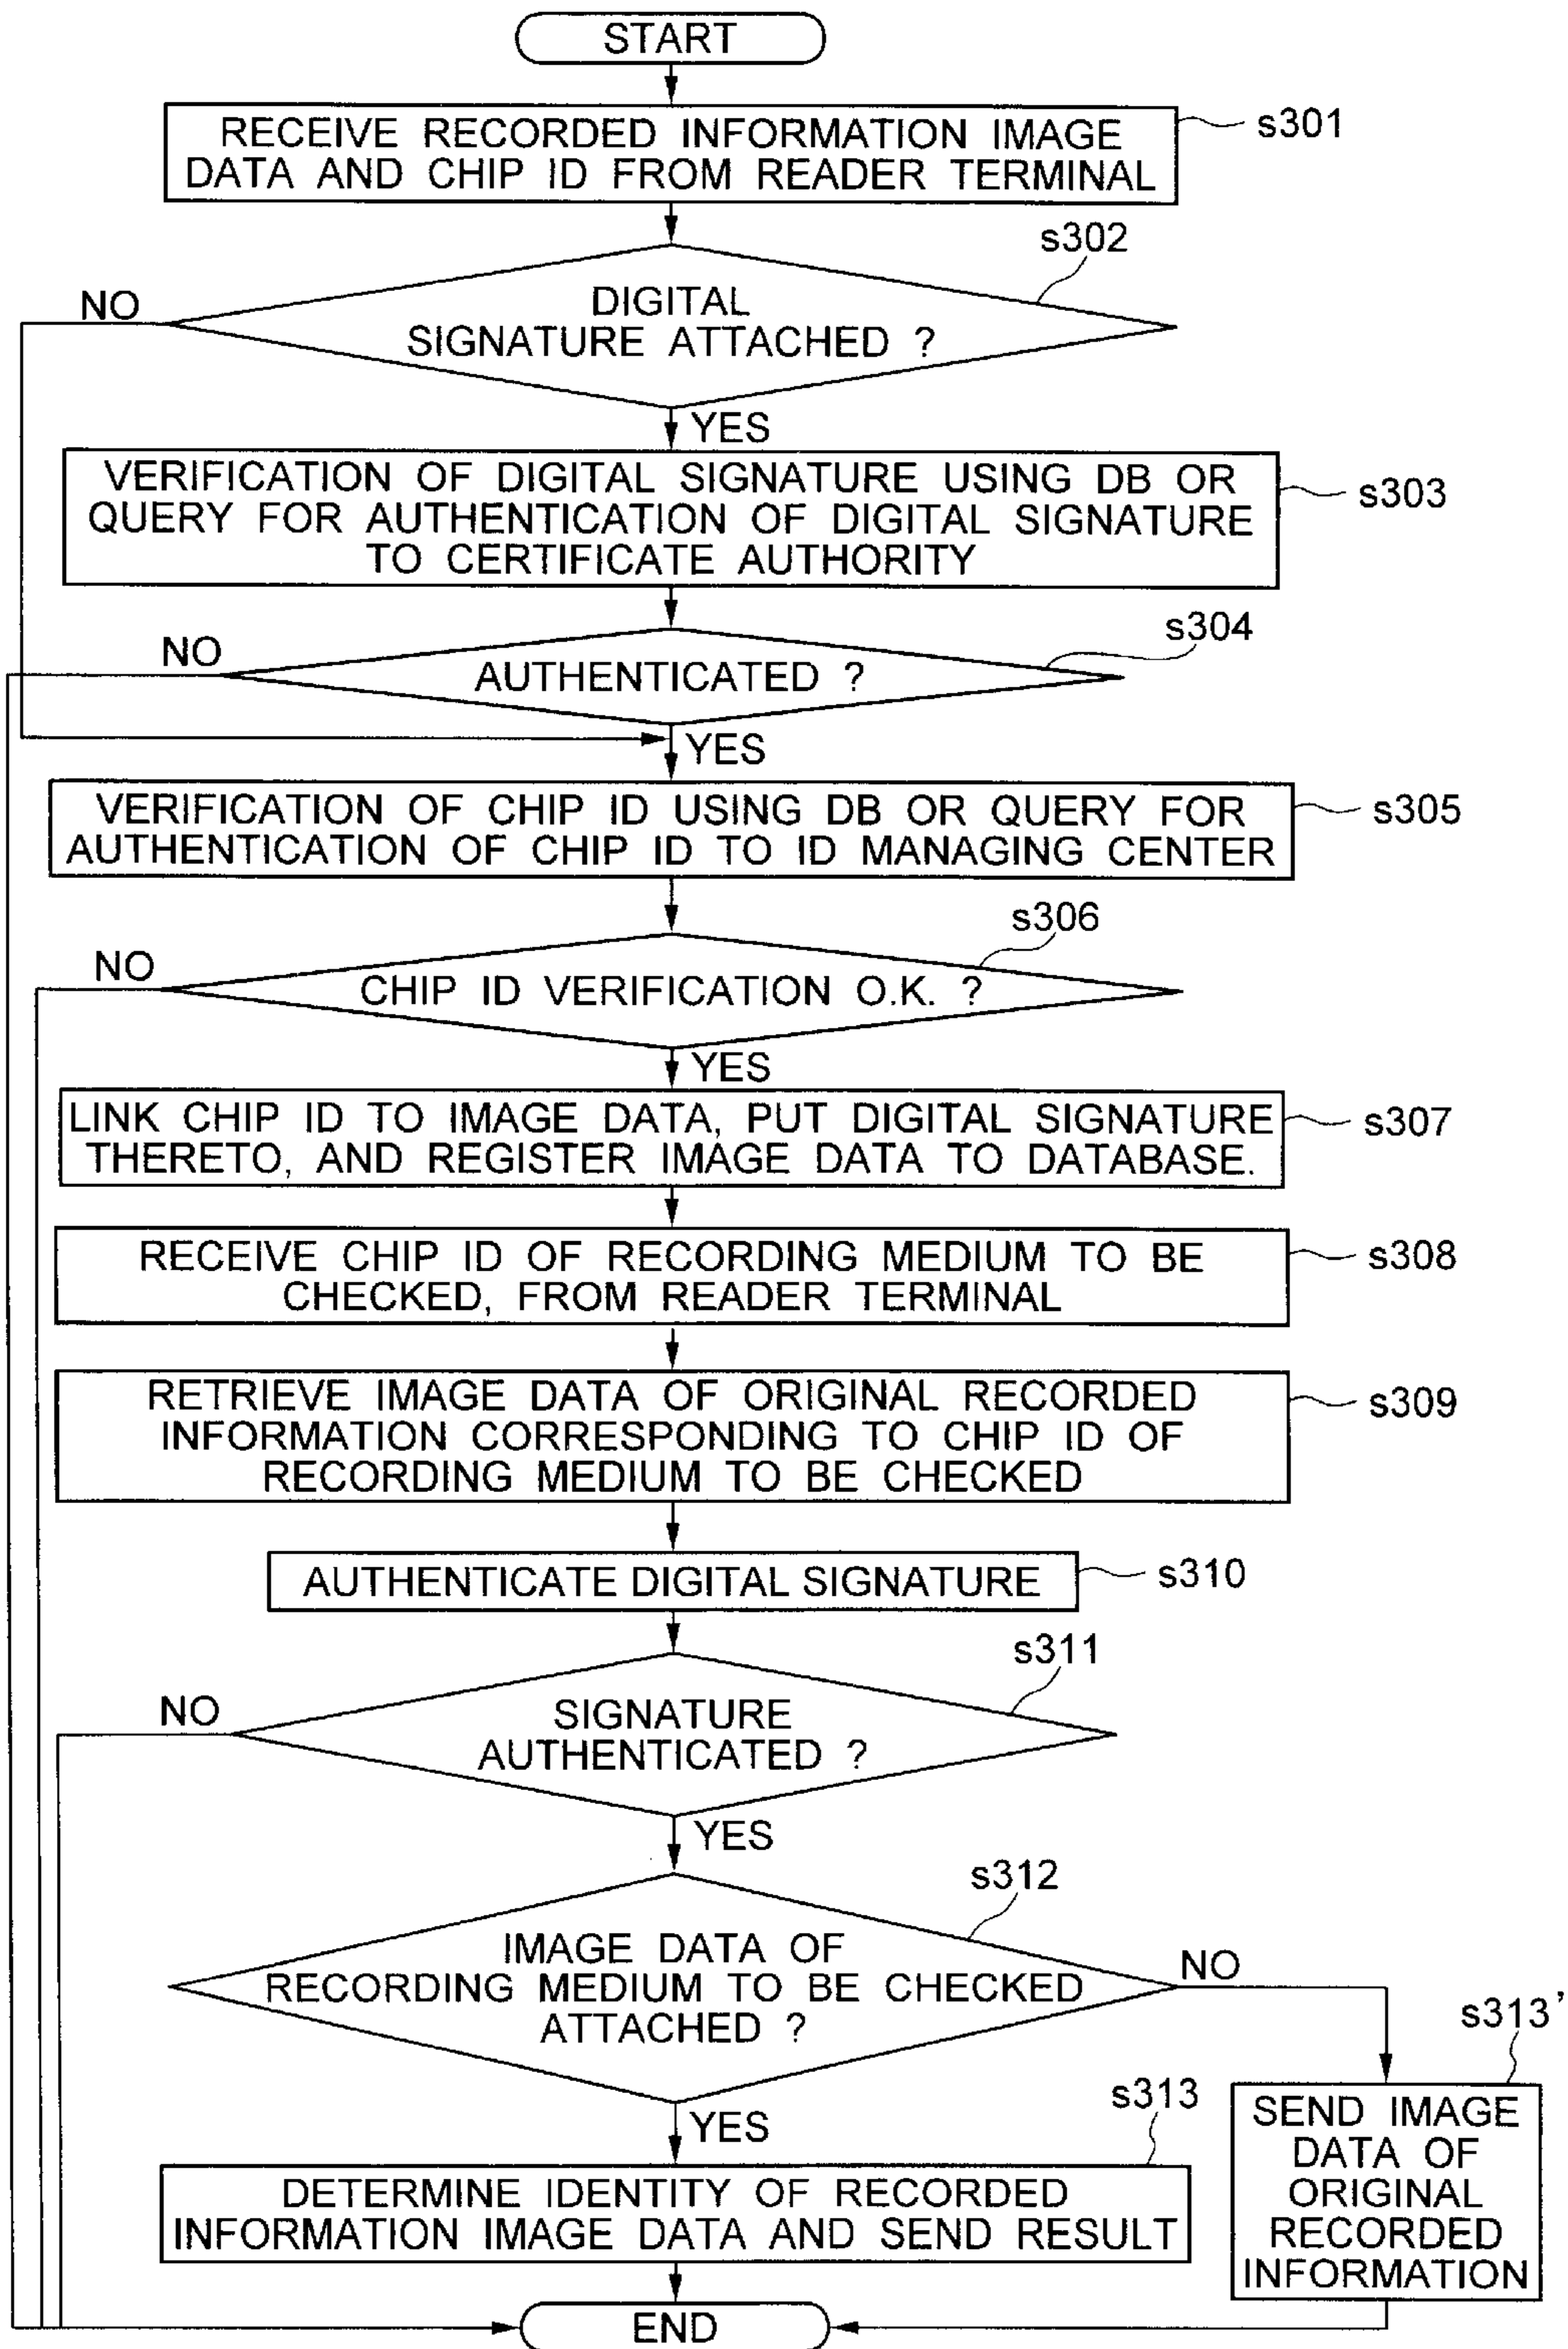 START
RECEIVE RECORDED INFORMATION IMAGE
DATA AND CHIP ID FROM READER TERMINAL
s301
s302
NO
DIGITAL
SIGNATURE ATTACHED ?
YES
VERIFICATION OF DIGITAL SIGNATURE USING DB OR
QUERY FOR AUTHENTICATION OF DIGITAL SIGNATURE
TO CERTIFICATE AUTHORITY
s303
s304
NO
AUTHENTICATED ?
YES
VERIFICATION OF CHIP ID USING DB OR QUERY FOR
AUTHENTICATION OF CHIP ID TO ID MANAGING CENTER
s305
s306
NO
CHIP ID VERIFICATION O.K. ?
YES
LINK CHIP ID TO IMAGE DATA, PUT DIGITAL SIGNATURE
THERETO, AND REGISTER IMAGE DATA TO DATABASE.
s307
RECEIVE CHIP ID OF RECORDING MEDIUM TO BE
CHECKED, FROM READER TERMINAL
s308
RETRIEVE IMAGE DATA OF ORIGINAL RECORDED
INFORMATION CORRESPONDING TO CHIP ID OF
RECORDING MEDIUM TO BE CHECKED
s309
AUTHENTICATE DIGITAL SIGNATURE
s310
s311
NO
SIGNATURE
AUTHENTICATED ?
YES
s312
IMAGE DATA OF
RECORDING MEDIUM TO BE CHECKED
ATTACHED ?
NO
s313'
YES
s313
DETERMINE IDENTITY OF RECORDED
INFORMATION IMAGE DATA AND SEND RESULT
SEND IMAGE
DATA OF
ORIGINAL
RECORDED
INFORMATION
END